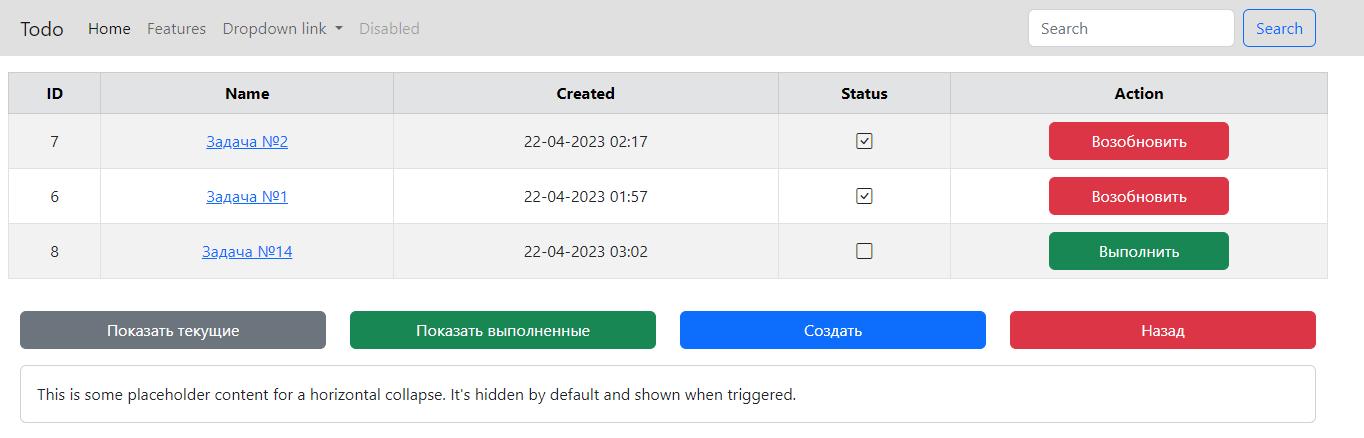 Todo Home Features Dropdown link Disabled Search Search
ID Name Created Status Action
7 Задача №2 22-04-2023 02:17 Возобновить
6 Задача №1 22-04-2023 01:57 Возобновить
8 Задача №14 22-04-2023 03:02 Выполнить
Показать текущие Показать выполненные Создать Назад
This is some placeholder content for a horizontal collapse. It's hidden by default and shown when triggered.